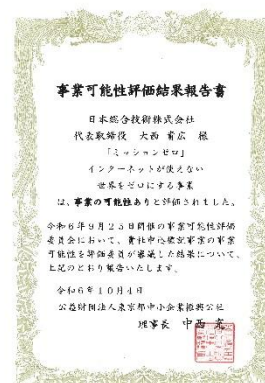 事業可能性評価結果報告書
日本総合技術株式会社
代表取締役 大西 甫広 様
「ミッションゼロ」
インターネットが使えない
世界をゼロにする事業
は、事業の可能性ありと評価されました。
令和6年9月25日開催の事業可能性評価
委員会において、貴社申込標記事業の事業
可能性を評価委員が審議した結果について、
上記のとおり報告いたします。
令和6年10月4日
公益財団法人東京都中小企業振興公社
理事長 中西 充